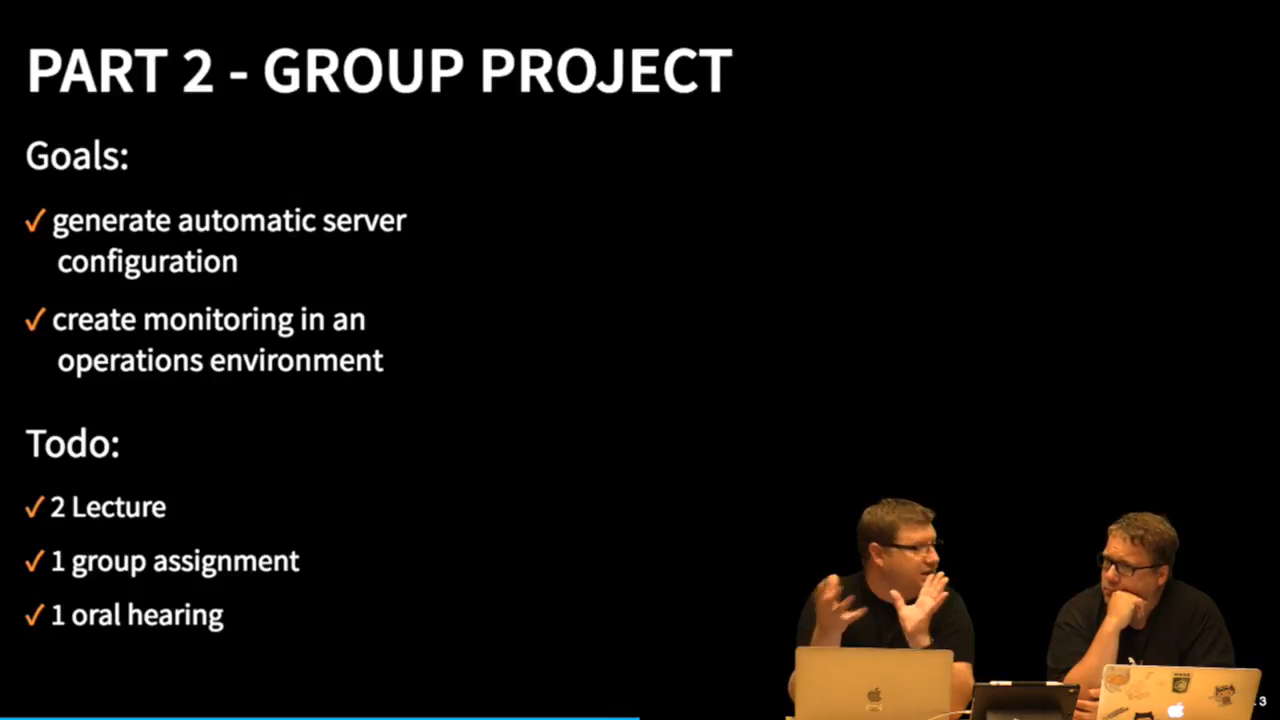 PART 2 - GROUP PROJECT
Goals:
✓ generate automatic server
configuration
✓ create monitoring in an
operations environment
Todo:
✓ 2 Lecture
✓ 1 group assignment
✓ 1 oral hearing
3